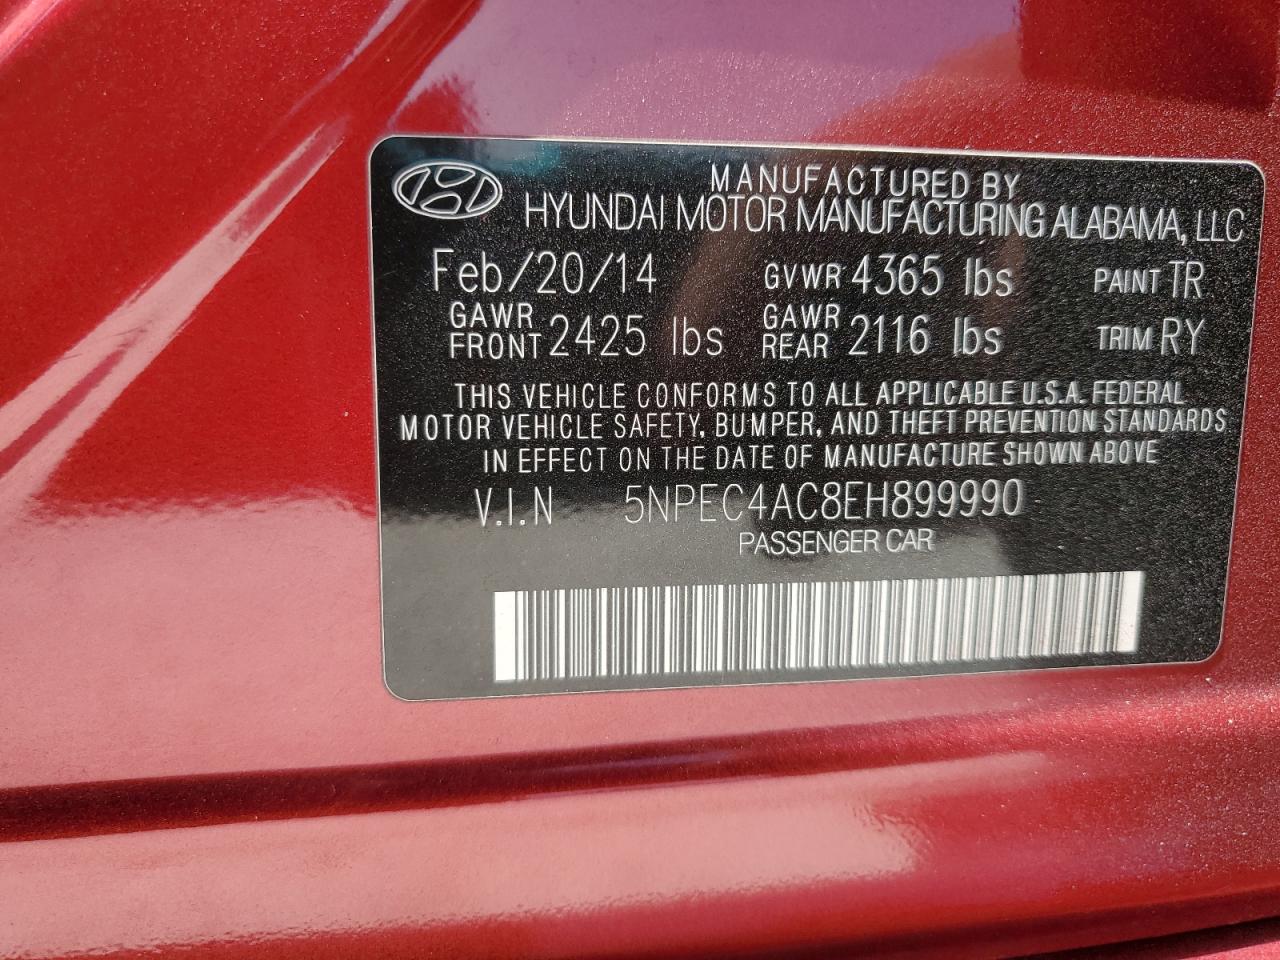 MANUFACTURED BY
HYUNDAI MOTOR MANUFACTURING ALABAMA, LLC
Feb/20/14 GVWR 4365 lbs PAINT TR
GAWR FRONT 2425 lbs GAWR REAR 2116 lbs TRIM RY
THIS VEHICLE CONFORMS TO ALL APPLICABLE U.S.A. FEDERAL
MOTOR VEHICLE SAFETY, BUMPER, AND THEFT PREVENTION STANDARDS
IN EFFECT ON THE DATE OF MANUFACTURE SHOWN ABOVE
V.I.N 5NPEC4AC8EH899990
PASSENGER CAR